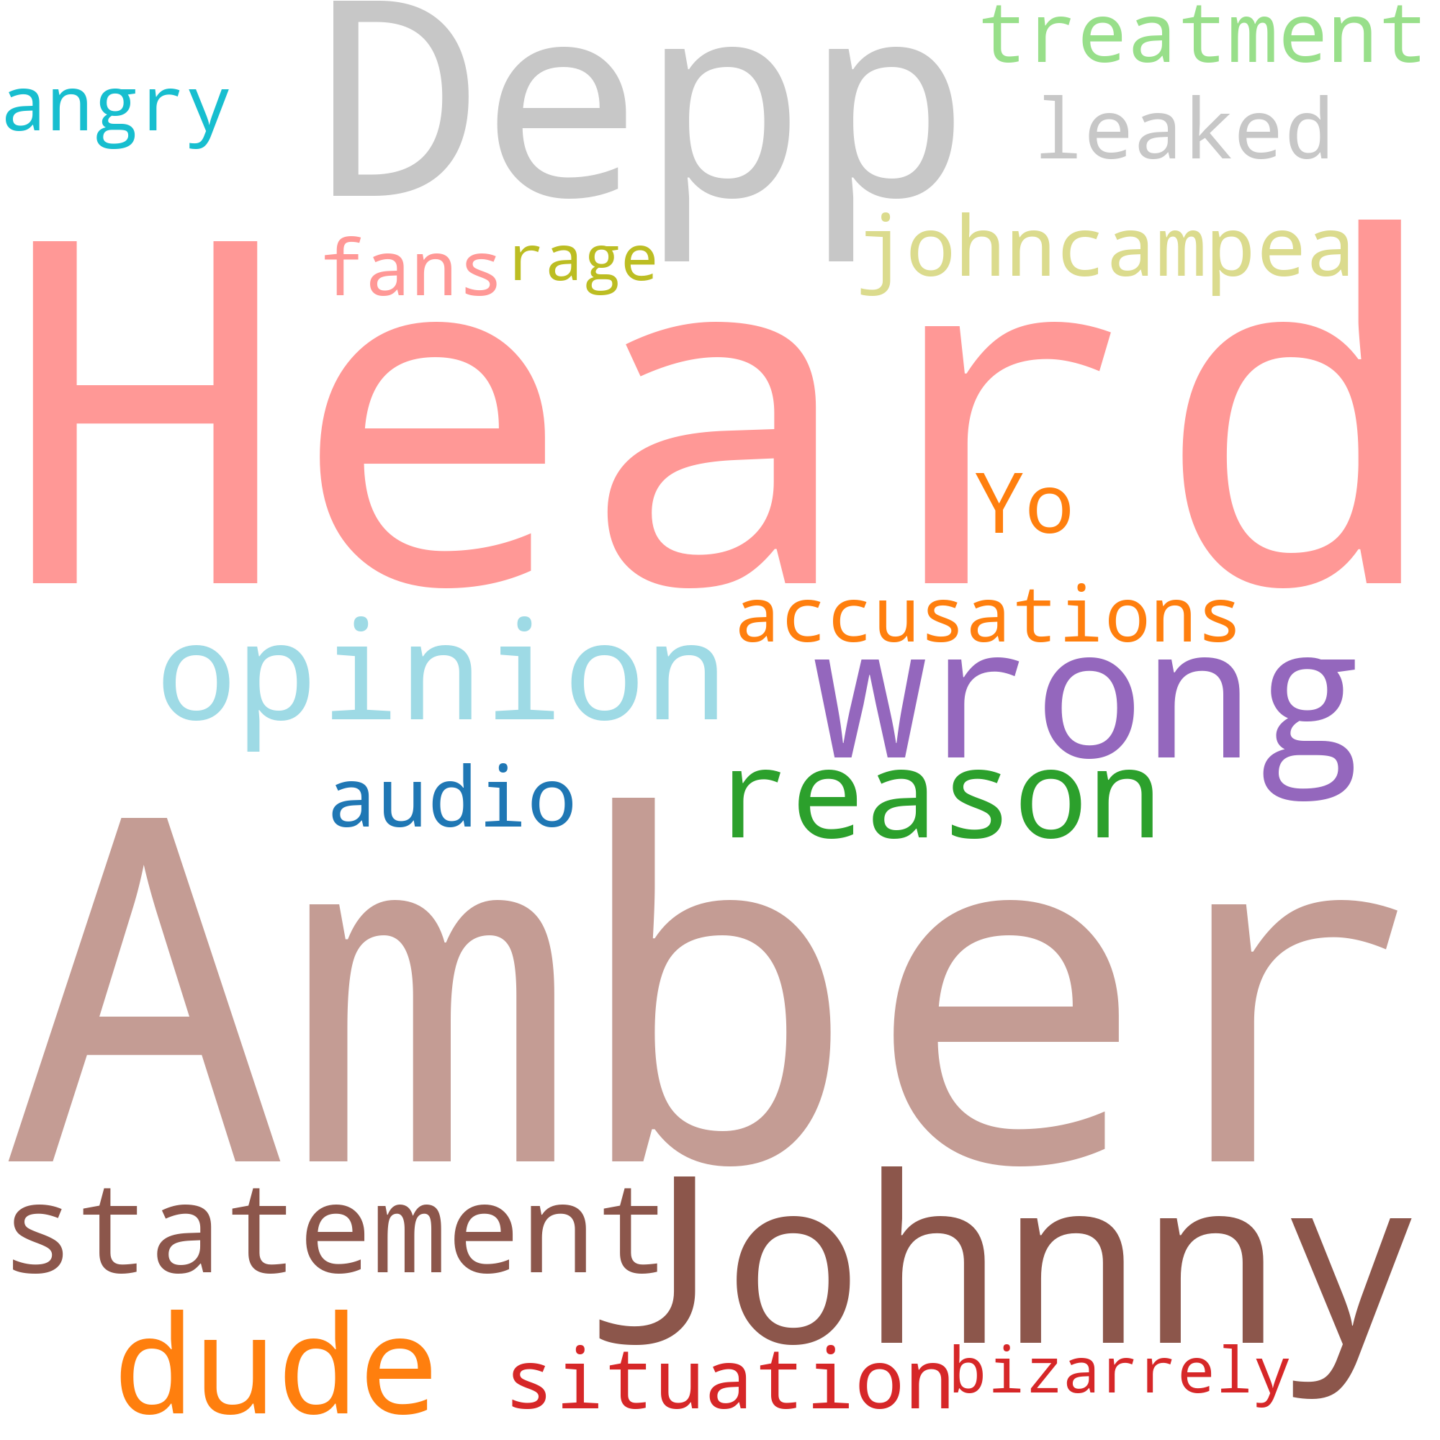 Depp
treatment
angry
leaked
fans
rage
johncampea
Heard
Yo
accusations
opinion
wrong
audio
reason
Amber
statement
Johnny
dude
situation
bizarrely